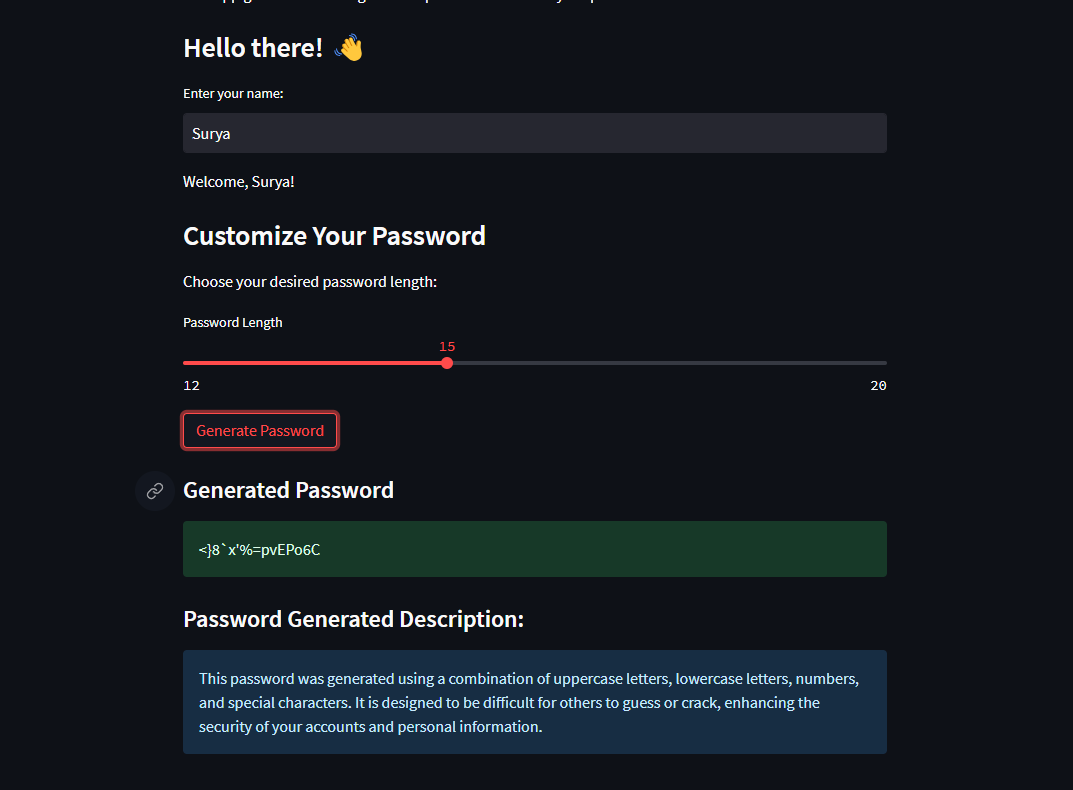 Hello there! 👋
Enter your name:
Surya
Welcome, Surya!
Customize Your Password
Choose your desired password length:
Password Length
15
12
20
Generate Password
Generated Password
<}8`x'%=pvEPo6C
Password Generated Description:
This password was generated using a combination of uppercase letters, lowercase letters, numbers,
and special characters. It is designed to be difficult for others to guess or crack, enhancing the
security of your accounts and personal information.